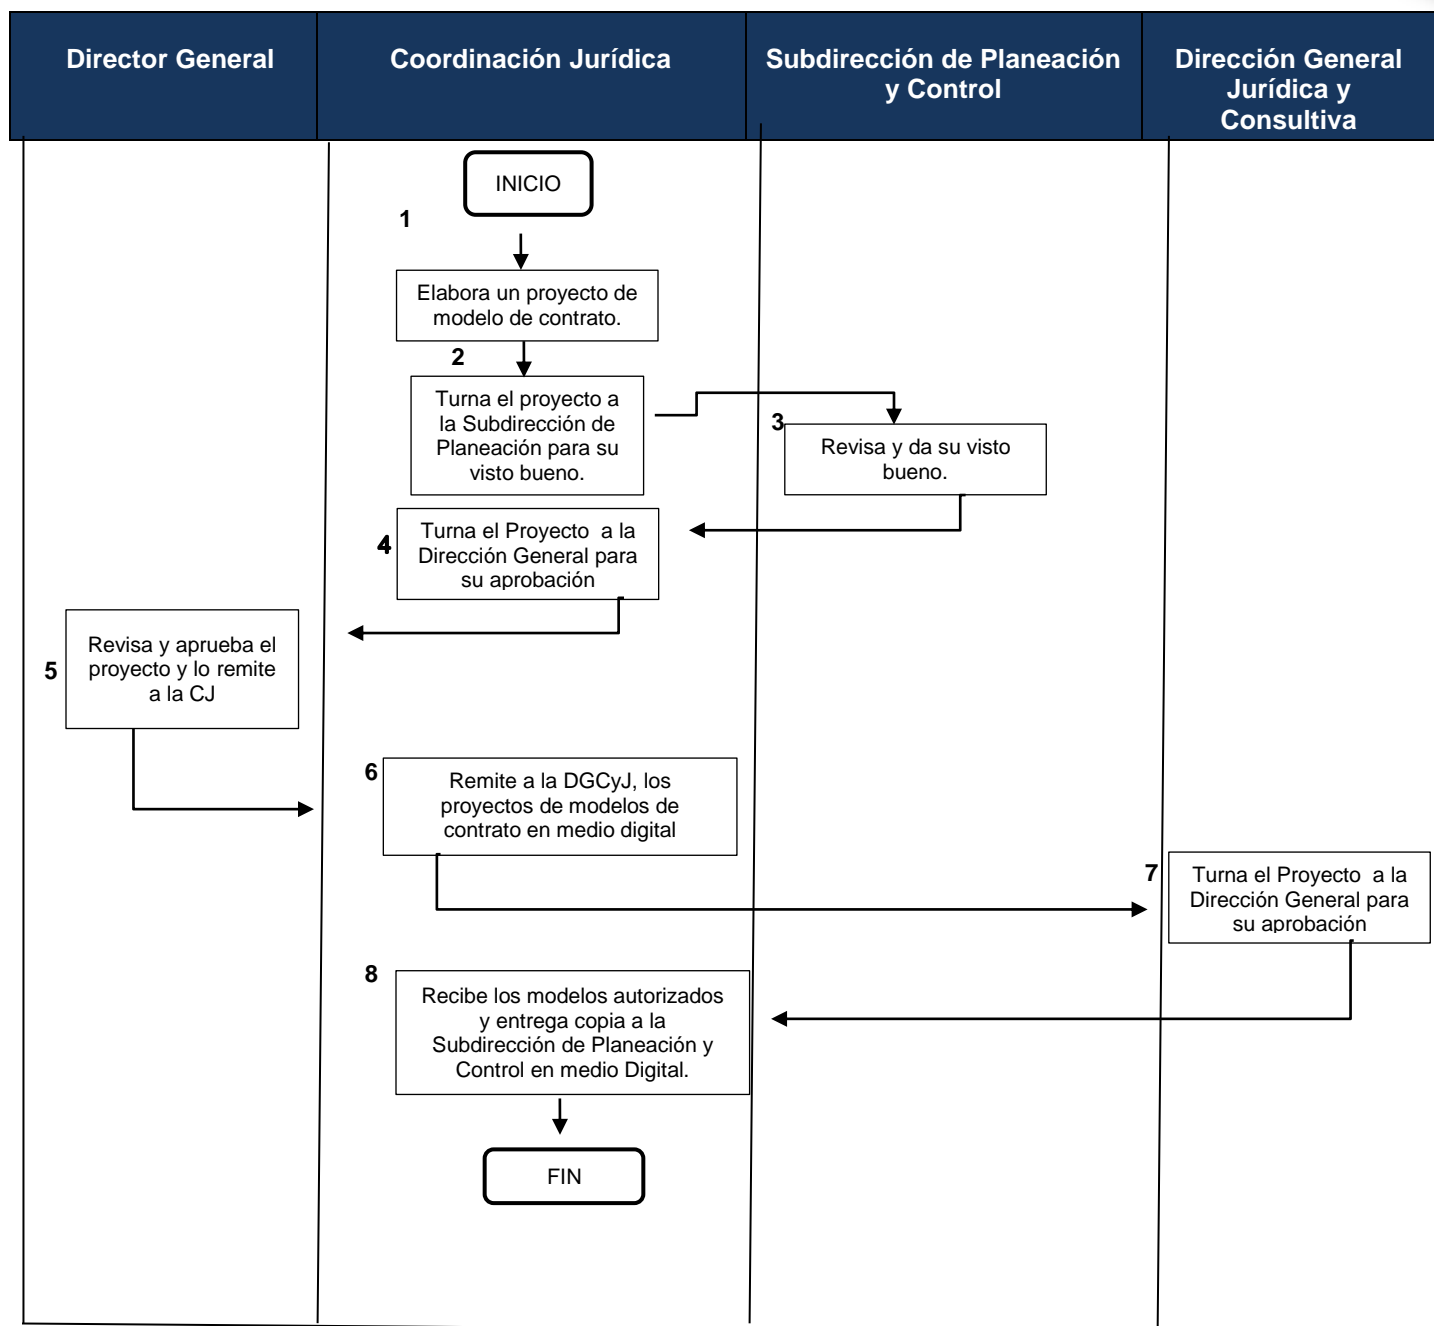 Director General
Coordinación Jurídica
Subdirección de Planeación
y Control
Dirección General
Jurídica y
Consultiva
INICIO
1
Elabora un proyecto de
modelo de contrato.
2
Turna el proyecto a
la Subdirección de
Planeación para su
visto bueno.
3
Revisa y da su visto
bueno.
4
Turna el Proyecto  a la
Dirección General para
su aprobación
5
Revisa y aprueba el
proyecto y lo remite
a la CJ
6
Remite a la DGCyJ, los
proyectos de modelos de
contrato en medio digital
7
Turna el Proyecto  a la
Dirección General para
su aprobación
8
Recibe los modelos autorizados
y entrega copia a la
Subdirección de Planeación y
Control en medio Digital.
FIN